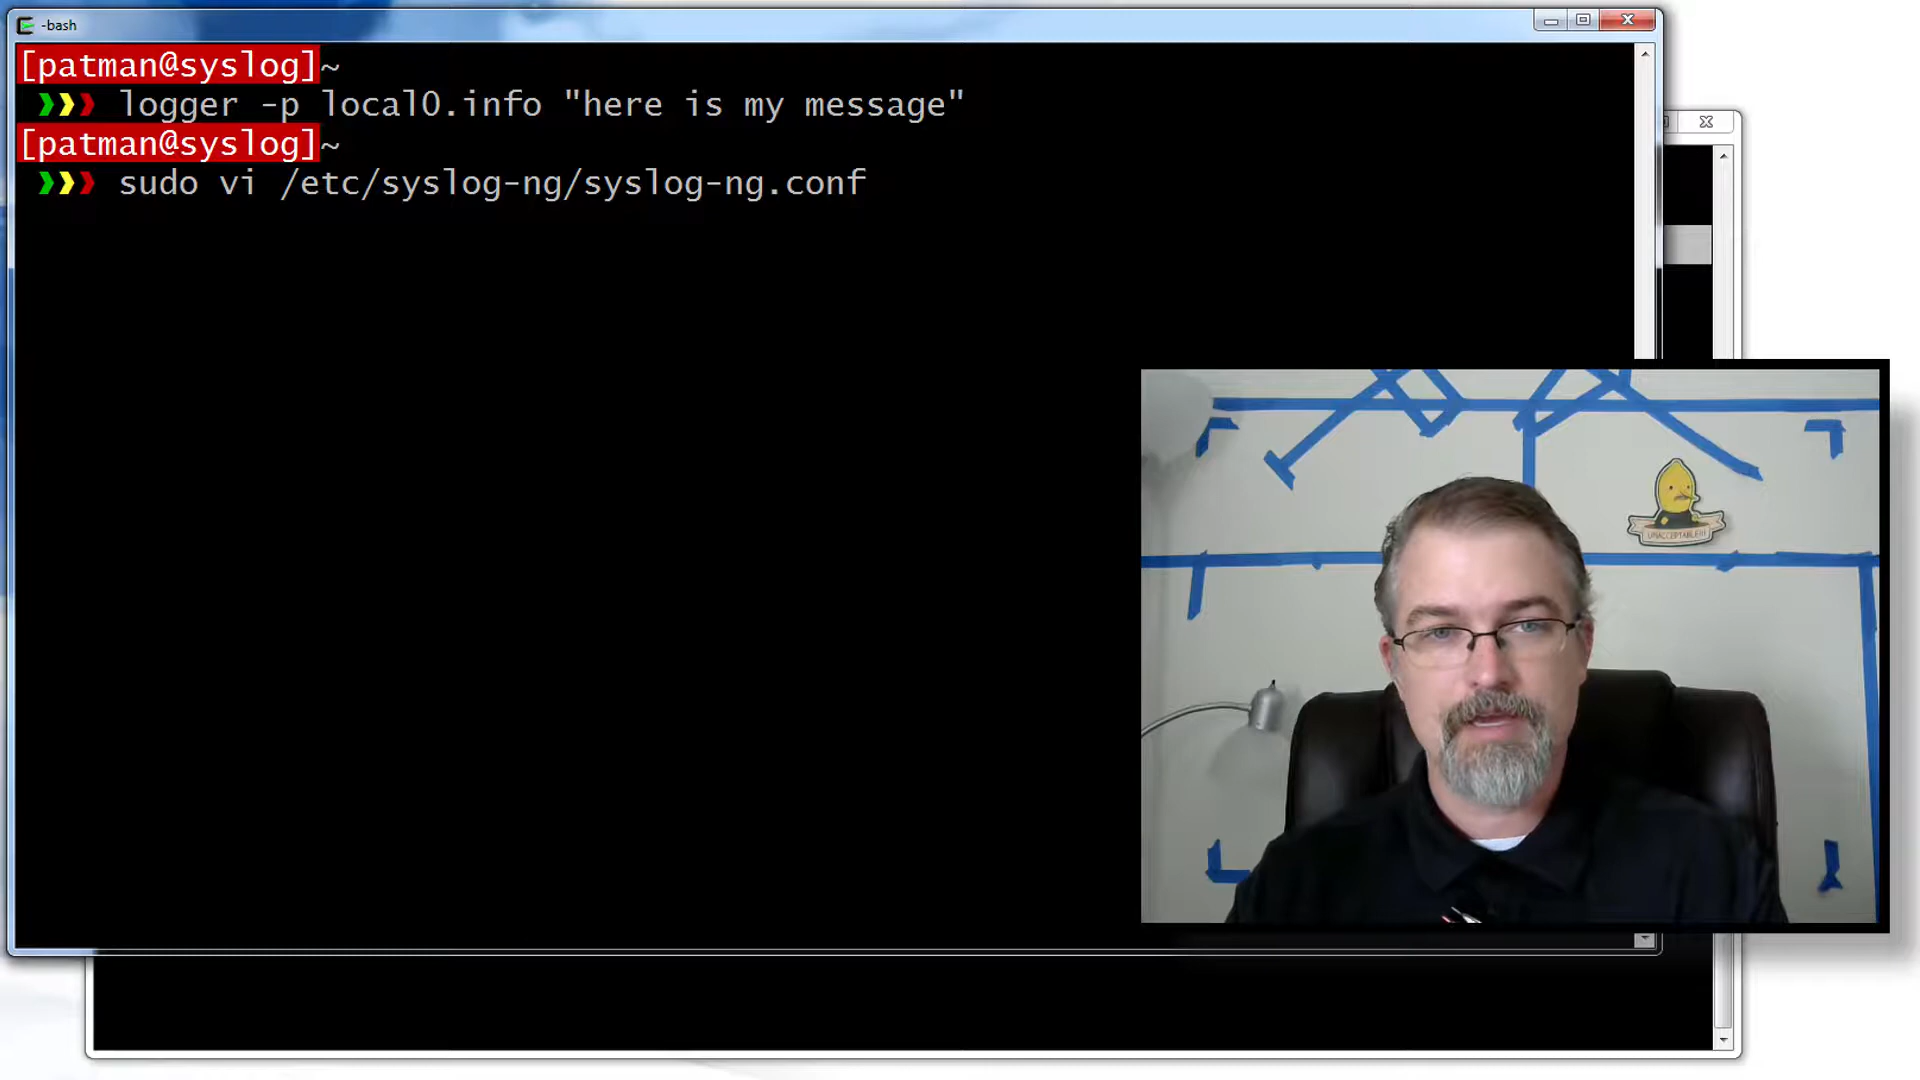 -bash
[patman@syslog]~
❯❯❯ logger -p local0.info "here is my message"
[patman@syslog]~
❯❯❯ sudo vi /etc/syslog-ng/syslog-ng.conf
UNACCEPTABLE!!!